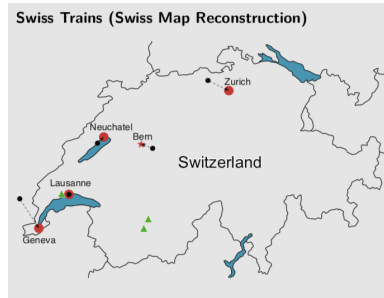 Swiss Trains (Swiss Map Reconstruction)
Zurich
Neuchatel
Bern
Switzerland
Lausanne
Geneva